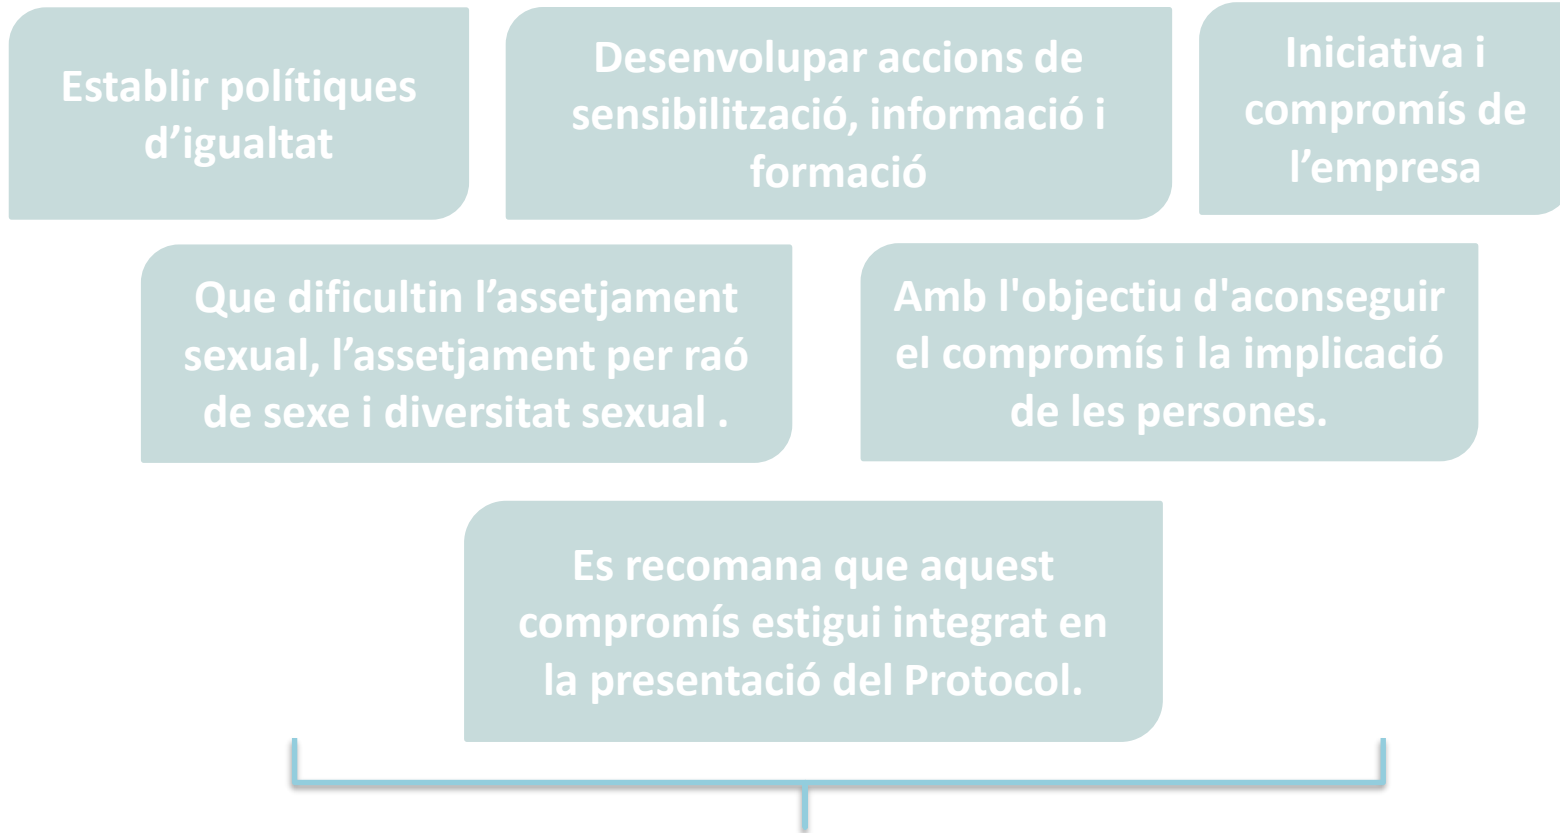 Establir polítiques
d’igualtat
Desenvolupar accions de
sensibilització, informació i
formació
Iniciativa i
compromís de
l’empresa
Que dificultin l’assetjament
sexual, l’assetjament per raó
de sexe i diversitat sexual .
Amb l'objectiu d'aconseguir
el compromís i la implicació
de les persones.
Es recomana que aquest
compromís estigui integrat en
la presentació del Protocol.